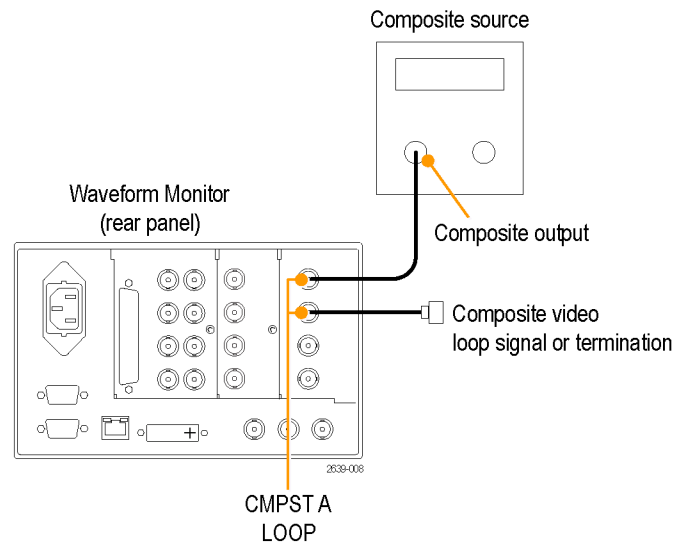 Composite source
Waveform Monitor
(rear panel)
Composite output
Composite video
loop signal or termination
2639-008
CMPST A
LOOP